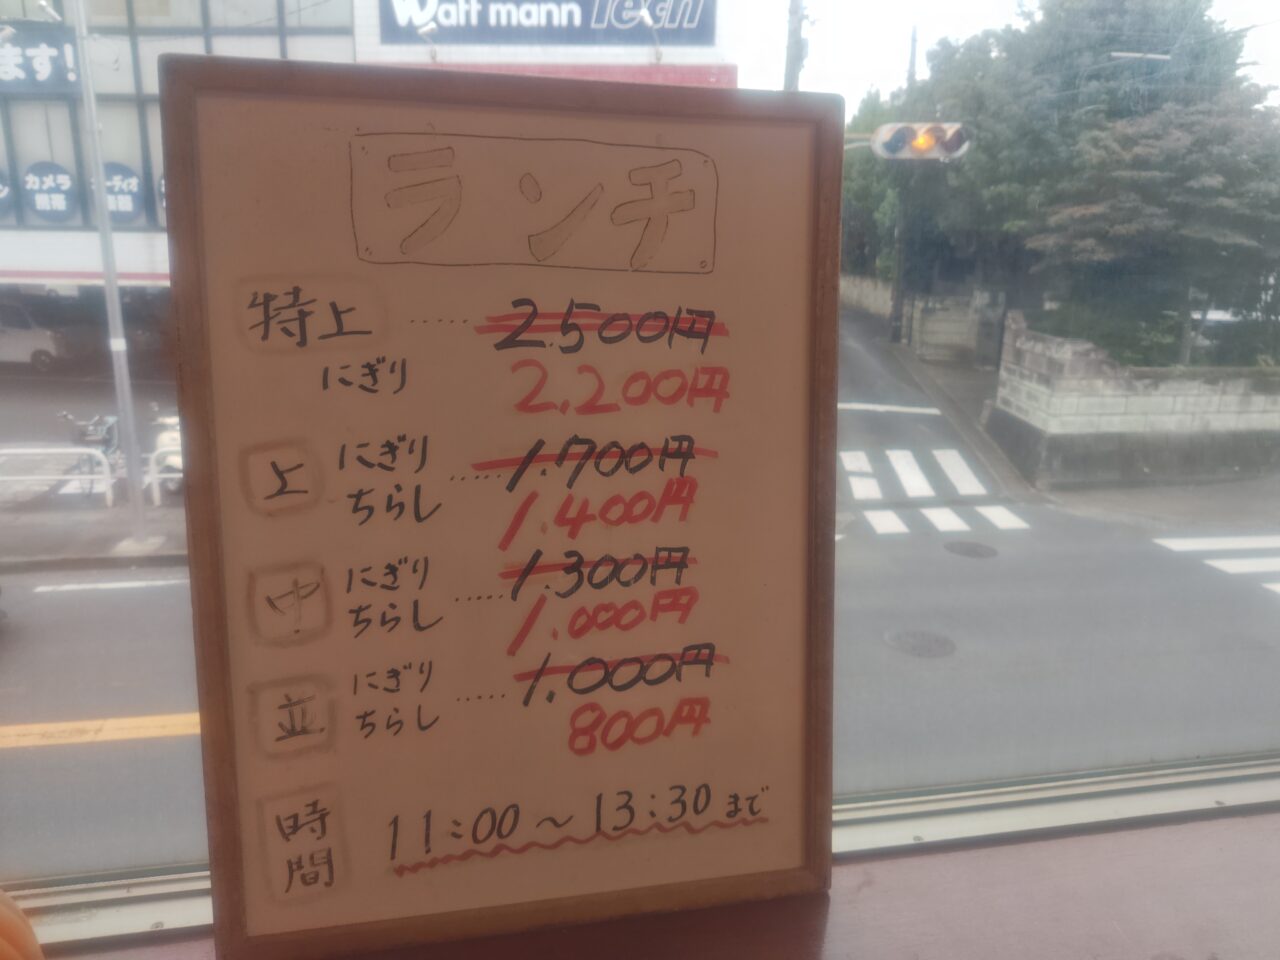 Watt mann Tech
ます!
カメラ
オーディオ
ランチ
特上 ..... 2.500円
にぎり 2,200円
上 にぎり ..... 1.700円
ちらし 1.400円
中 にぎり ..... 1.300円
ちらし 1.000円
並 にぎり ..... 1.000円
ちらし 800円
時間 11:00～13:30まで